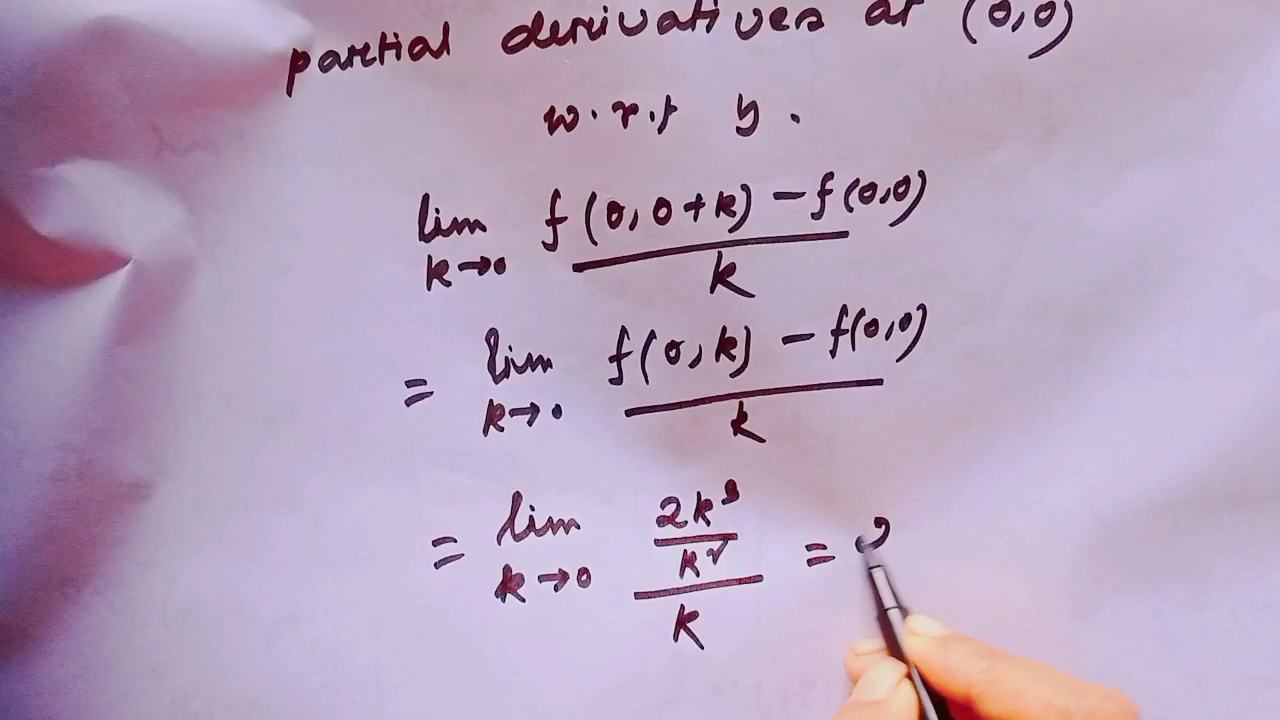 partial derivatives at (0,0)
w.r.t y.
lim k→0 f(0,0+k) - f(0,0) / k
= lim k→0 f(0,k) - f(0,0) / k
= lim k→0 2k³ / k² / k =